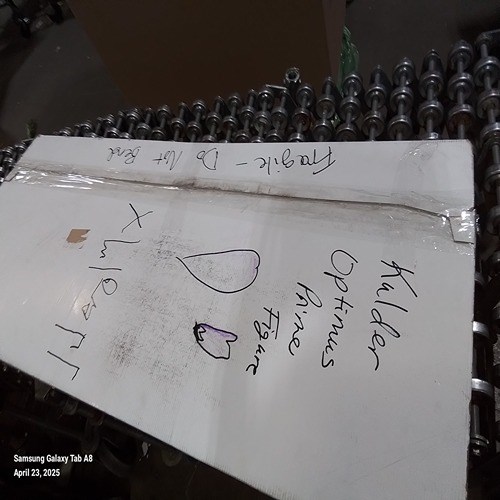 Fragile - Do Not Bend
Kulder
Optimus
Prime
Figure
Samsung Galaxy Tab A8
April 23, 2025